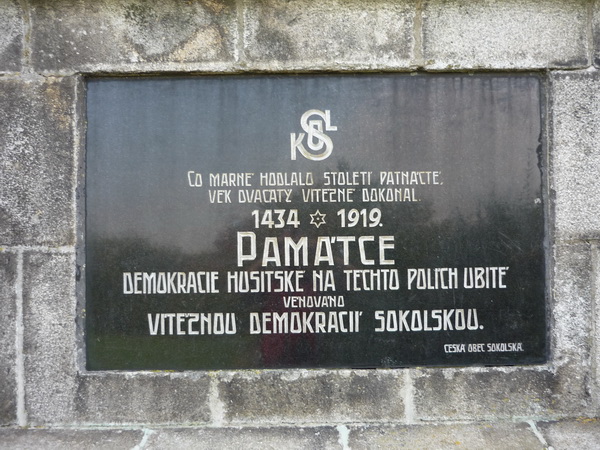 SOKOL
CO MARNĚ HODLALO STOLETÍ PATNÁCTÉ,
VĚK DVACÁTÝ VÍTĚZNĚ DOKONAL.
1434 ✡ 1919.
PAMÁTCE
DEMOKRACIE HUSITSKÉ NA TĚCHTO POLÍCH UBITÉ
VĚNOVÁNO
VÍTĚZNOU DEMOKRACIÍ SOKOLSKOU.
ČESKÁ OBEC SOKOLSKÁ.